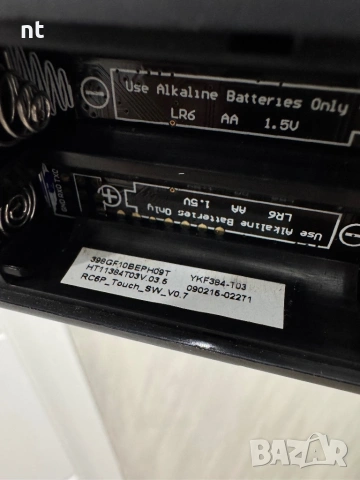 nt
Use Alkaline Batteries Only
LR6 AA 1.5V
Use Alkaline Batteries Only
LR6 AA 1.5V
398GF10BEPH09T YKF384-T03
HT11384T03V.03.5 090215-02271
RC6P_Touch_SW_V0.7
bazar